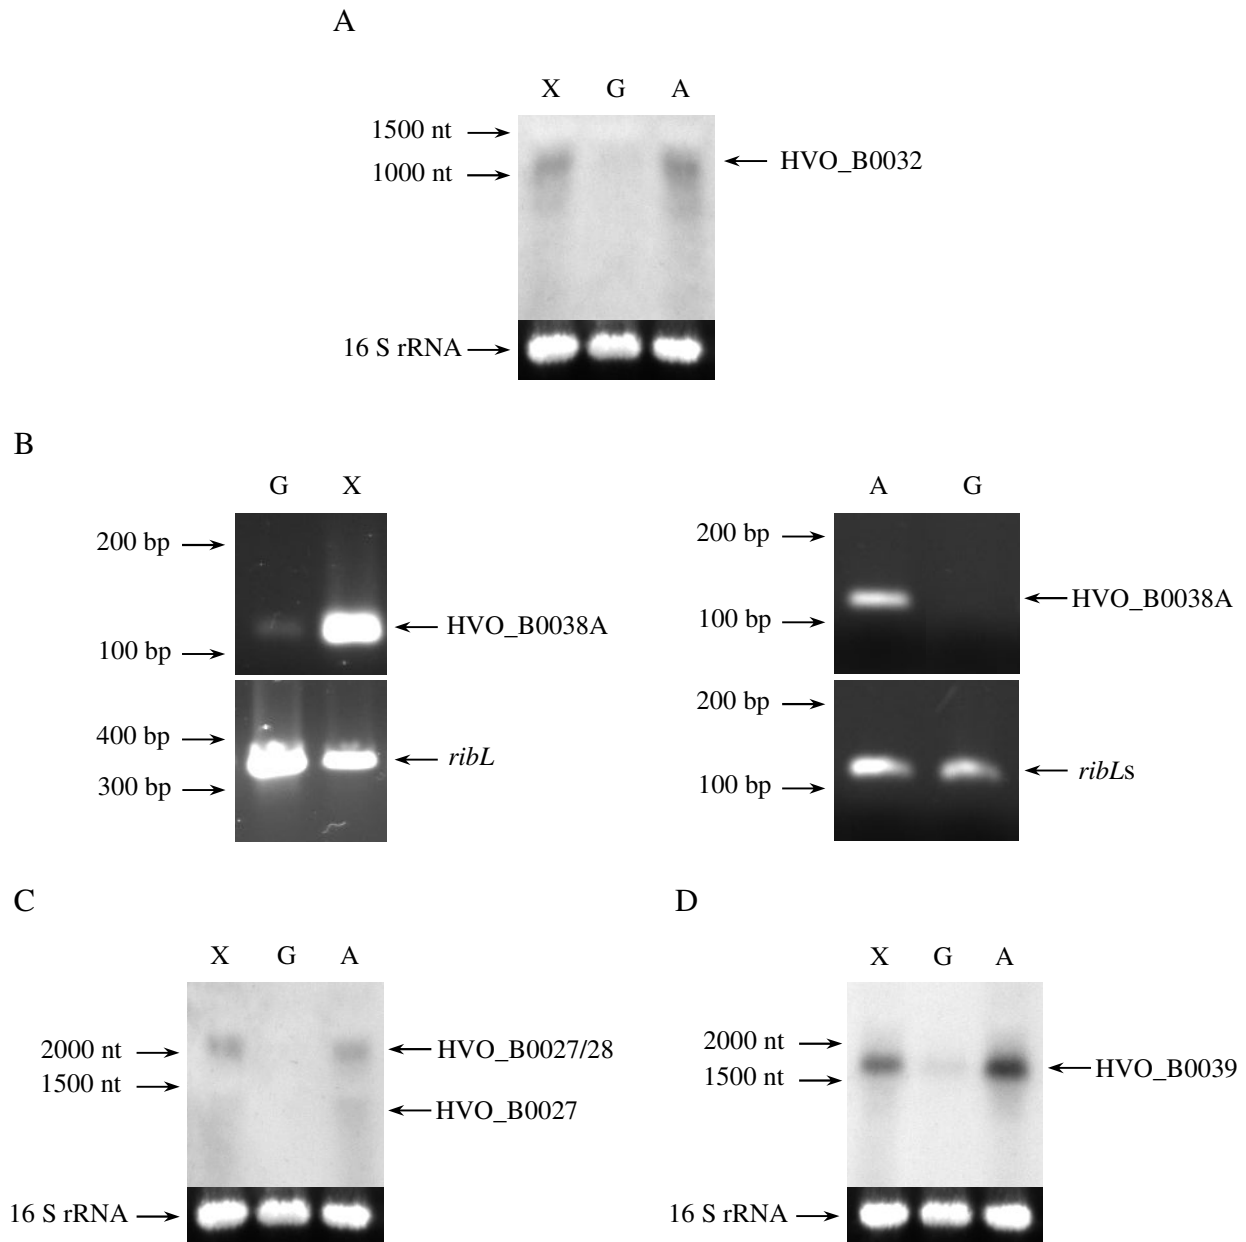 A
X G A
1500 nt
1000 nt
HVO_B0032
16 S rRNA
B
G X
200 bp
100 bp
HVO_B0038A
400 bp
300 bp
ribL
A G
200 bp
100 bp
HVO_B0038A
200 bp
100 bp
ribLs
C
X G A
2000 nt
1500 nt
HVO_B0027/28
HVO_B0027
16 S rRNA
D
X G A
2000 nt
1500 nt
HVO_B0039
16 S rRNA